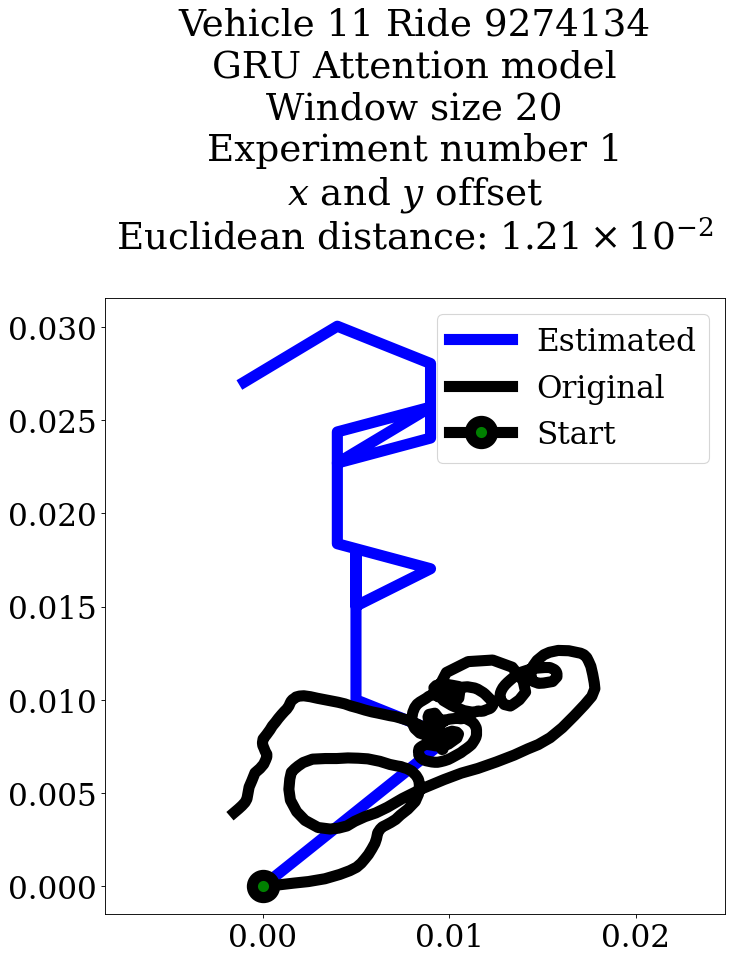 Vehicle 11 Ride 9274134
GRU Attention model
Window size 20
Experiment number 1
x and y offset
Euclidean distance: 1.21 × 10⁻²
Estimated
Original
Start
0.030
0.025
0.020
0.015
0.010
0.005
0.000
0.00 0.01 0.02